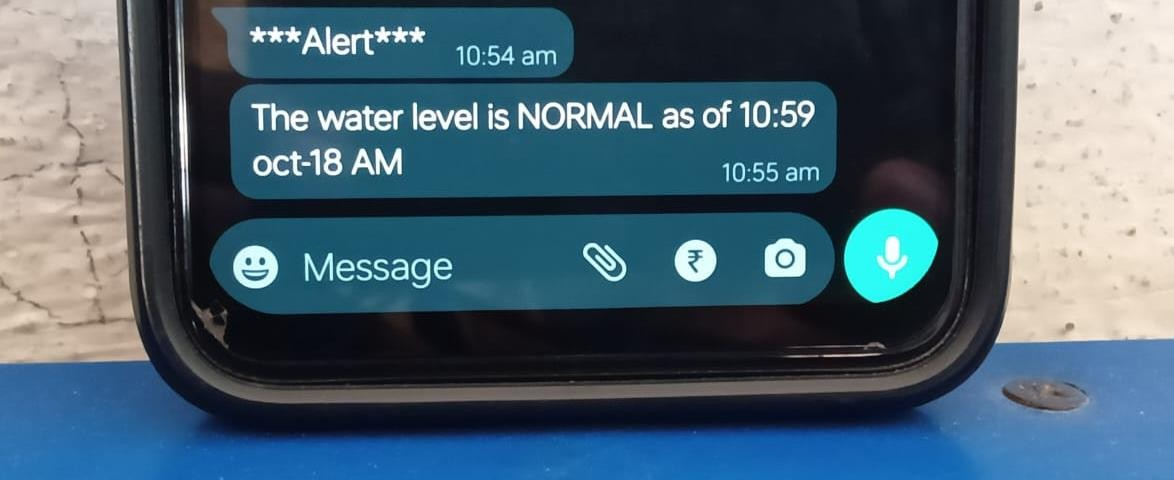 ***Alert***
10:54 am
The water level is NORMAL as of 10:59
oct-18 AM
10:55 am
Message
₹